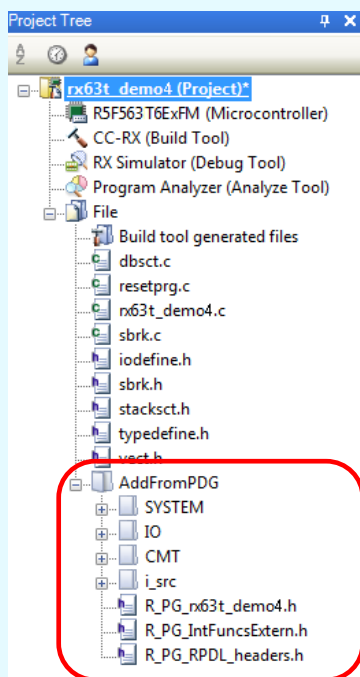 Project Tree
rx63t_demo4 (Project)*
R5F563T6ExFM (Microcontroller)
CC-RX (Build Tool)
RX Simulator (Debug Tool)
Program Analyzer (Analyze Tool)
File
Build tool generated files
dbsct.c
resetprg.c
rx63t_demo4.c
sbrk.c
iodefine.h
sbrk.h
stacksct.h
typedefine.h
vect.h
AddFromPDG
SYSTEM
IO
CMT
i_src
R_PG_rx63t_demo4.h
R_PG_IntFuncsExtern.h
R_PG_RPDL_headers.h